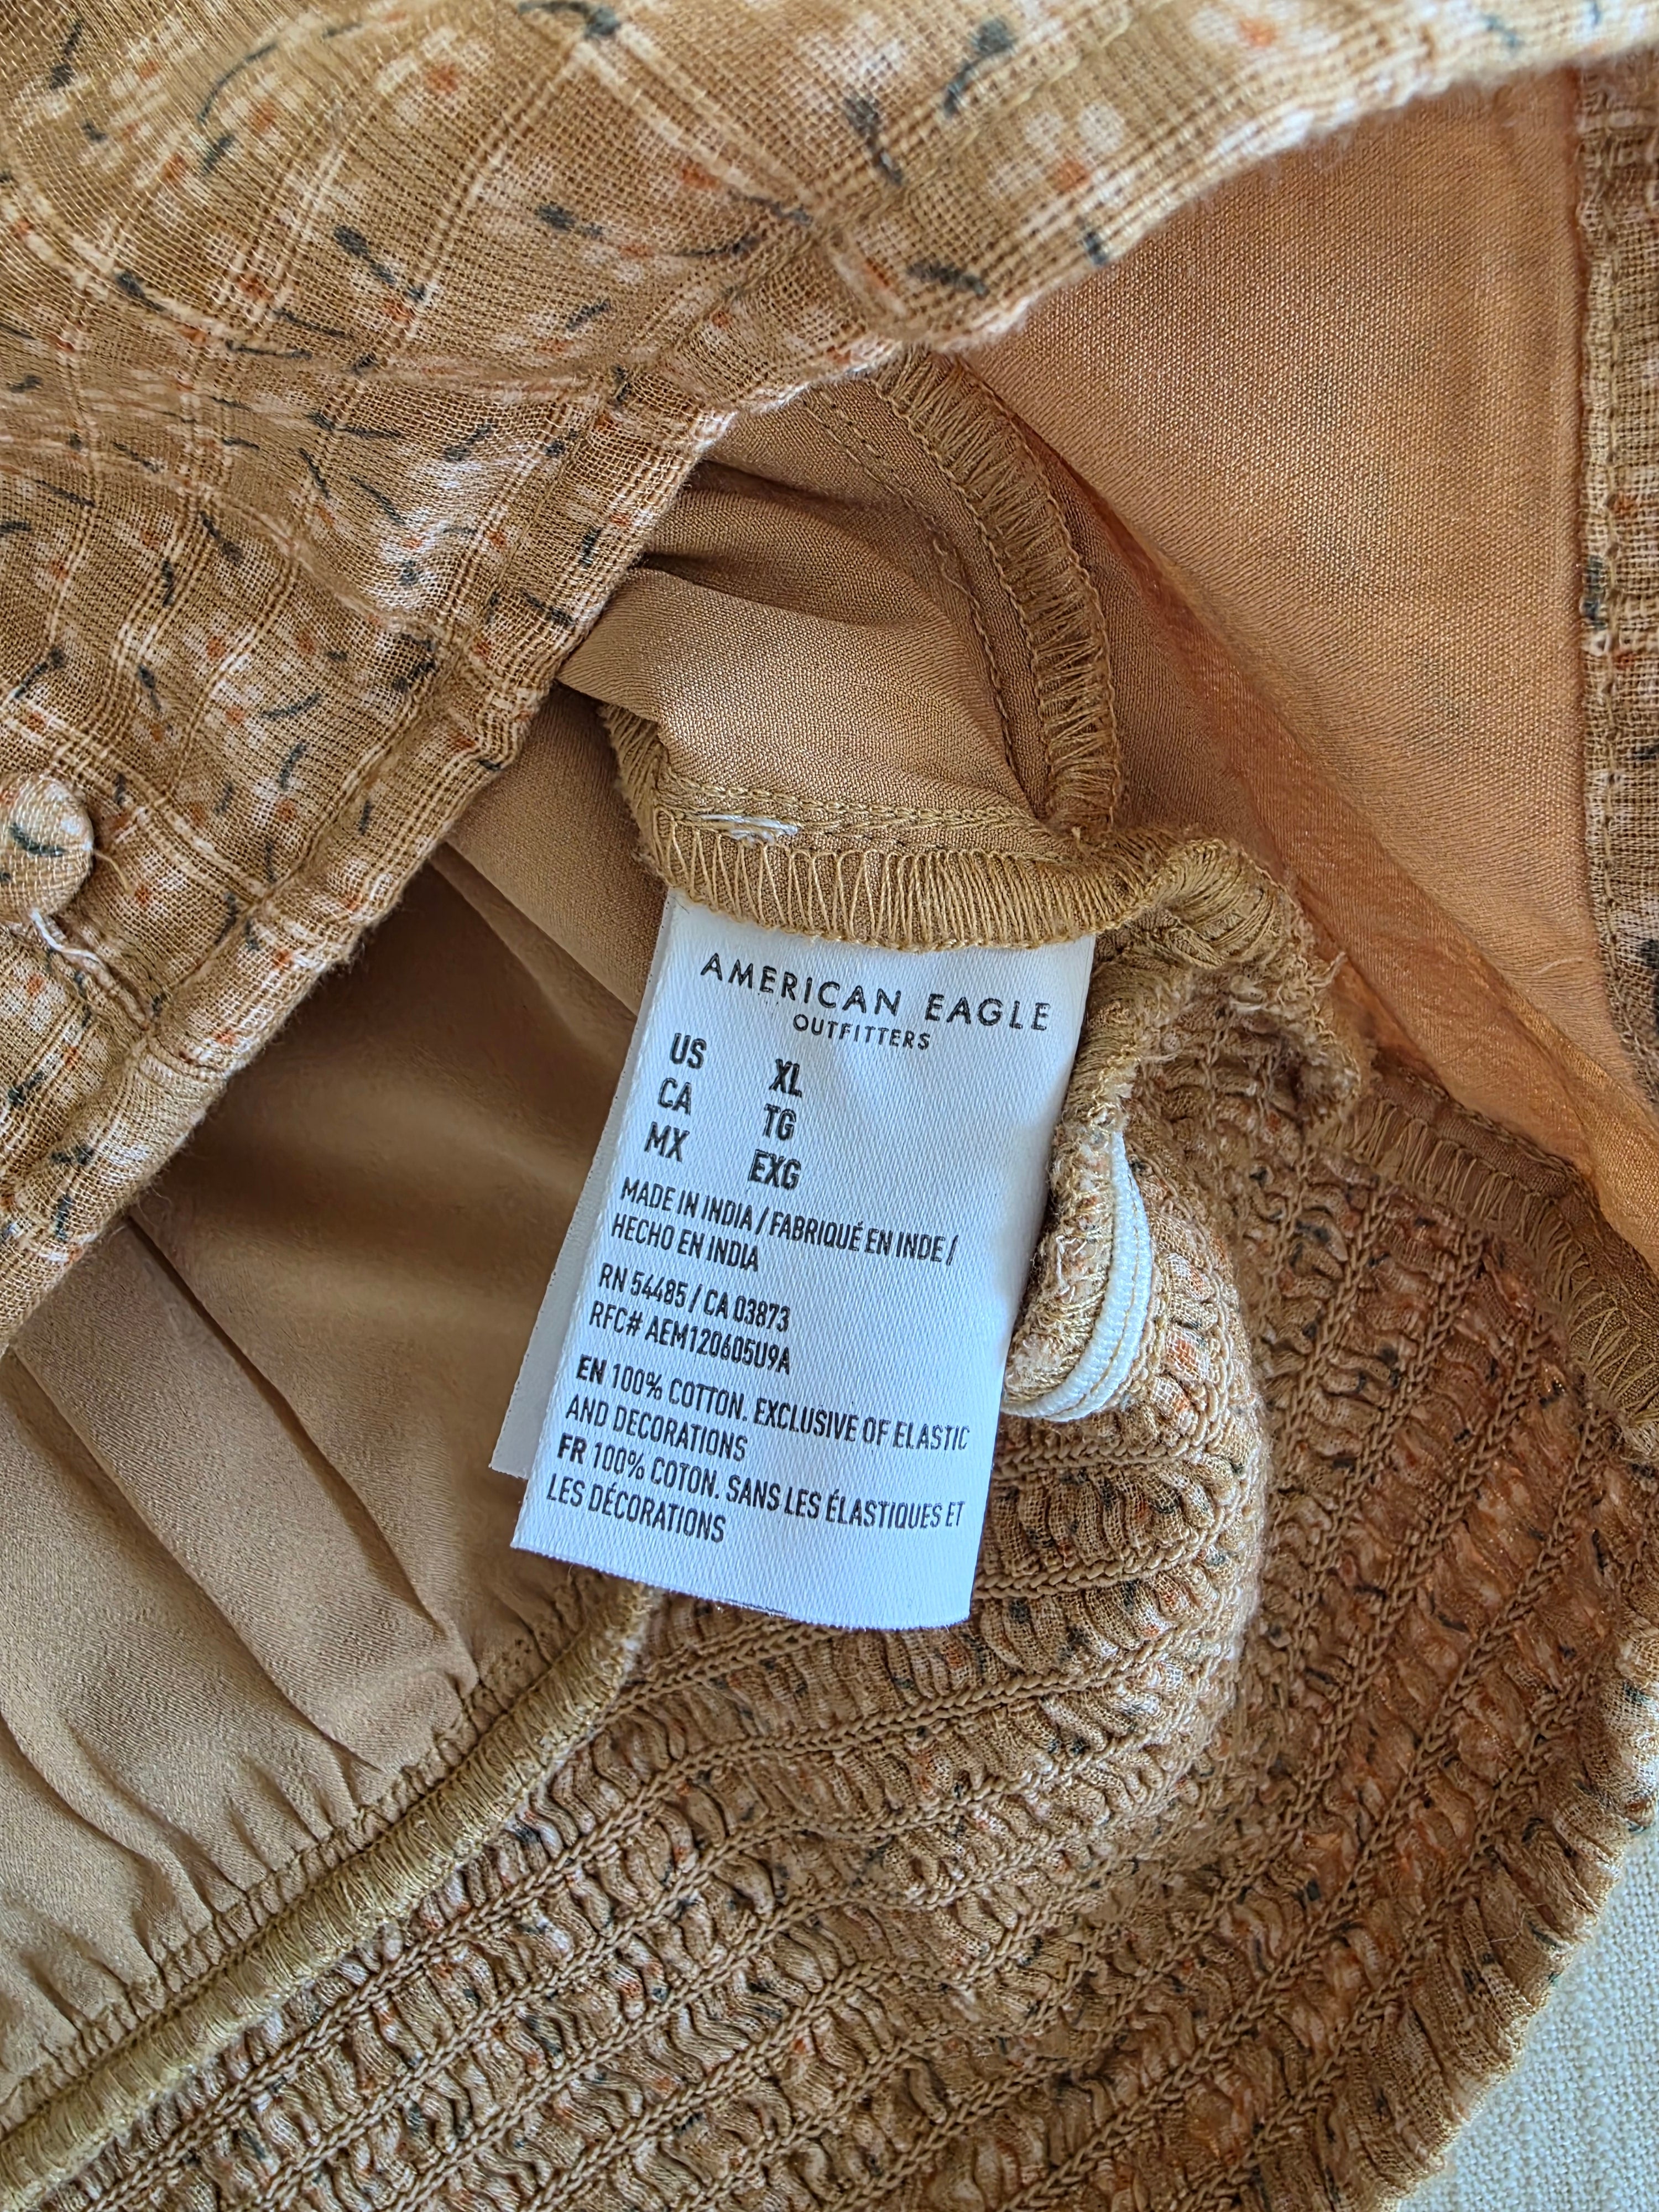 AMERICAN EAGLE
OUTFITTERS
US XL
CA TG
MX EXG
MADE IN INDIA / FABRIQUÉ EN INDE /
HECHO EN INDIA
RN 54485 / CA 03873
RFC# AEM120605U9A
EN 100% COTTON. EXCLUSIVE OF ELASTIC
AND DECORATIONS
FR 100% COTON. SANS LES ÉLASTIQUES ET
LES DÉCORATIONS